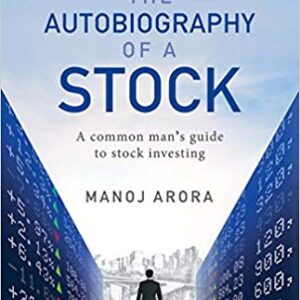 THE
AUTOBIOGRAPHY
OF A
STOCK
A common man's guide
to stock investing
MANOJ ARORA